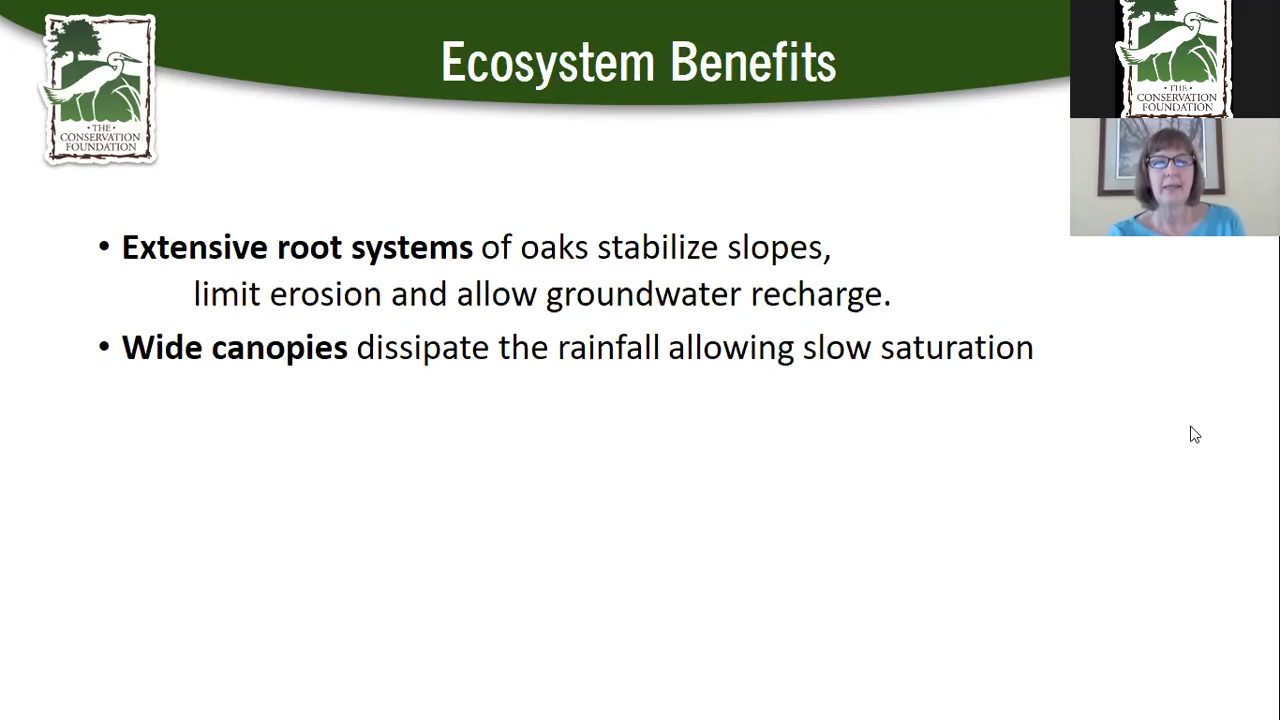 Ecosystem Benefits
• THE •
CONSERVATION
FOUNDATION
THE
CONSERVATION
FOUNDATION
• Extensive root systems of oaks stabilize slopes,
limit erosion and allow groundwater recharge.
• Wide canopies dissipate the rainfall allowing slow saturation